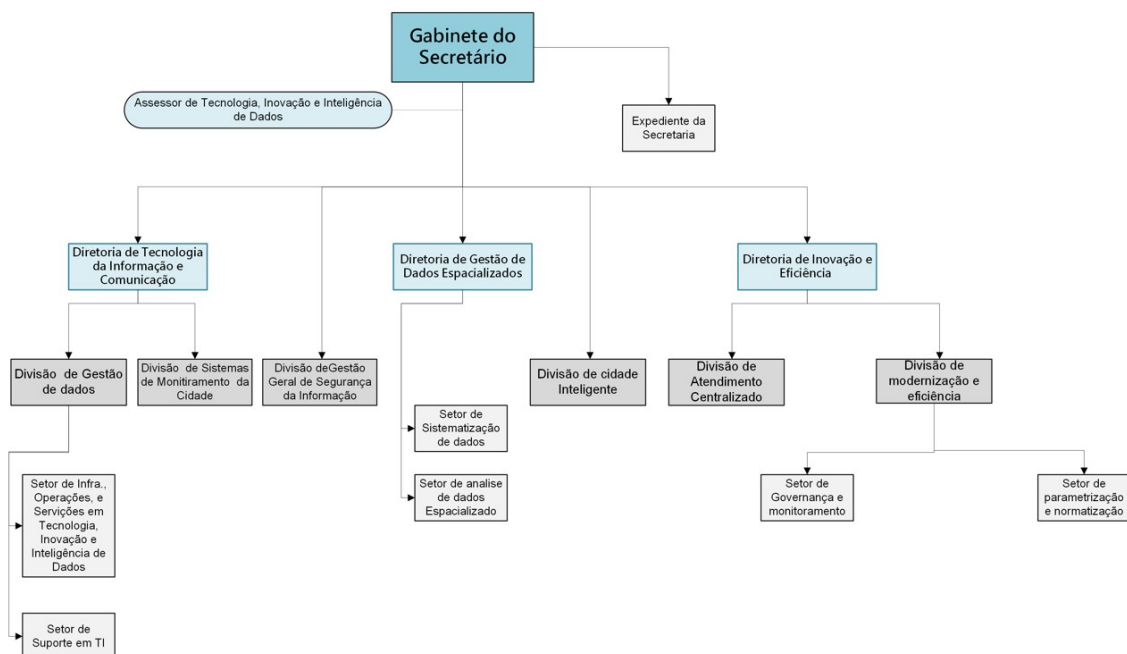 Gabinete do
Secretário
Assessor de Tecnologia, Inovação e Inteligência
de Dados
Expediente da
Secretaria
Diretoria de Tecnologia
da Informação e
Comunicação
Diretoria de Gestão de
Dados Espacializados
Diretoria de Inovação e
Eficiência
Divisão de Gestão
de dados
Divisão de Sistemas
de Monitiramento da
Cidade
Divisão deGestão
Geral de Segurança
da Informação
Divisão de cidade
Inteligente
Divisão de
Atendimento
Centralizado
Divisão de
modernização e
eficiência
Setor de
Sistematização
de dados
Setor de analise
de dados
Espacializado
Setor de Infra.,
Operações, e
Servições em
Tecnologia,
Inovação e
Inteligência de
Dados
Setor de
Governança e
monitoramento
Setor de
parametrização
e normatização
Setor de
Suporte em TI